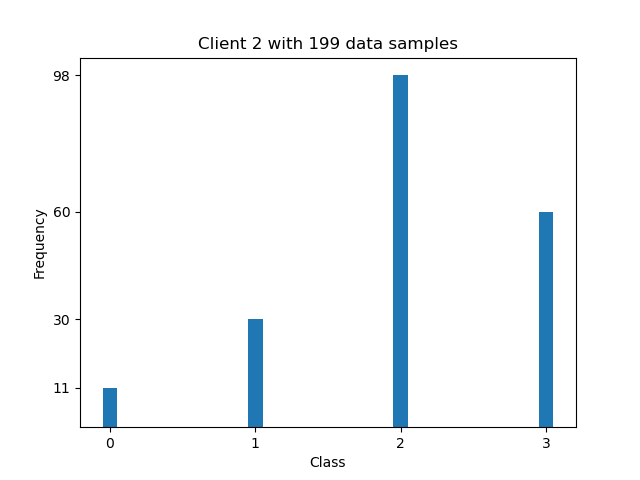 Client 2 with 199 data samples
98
60
30
11
Frequency
0 1 2 3
Class